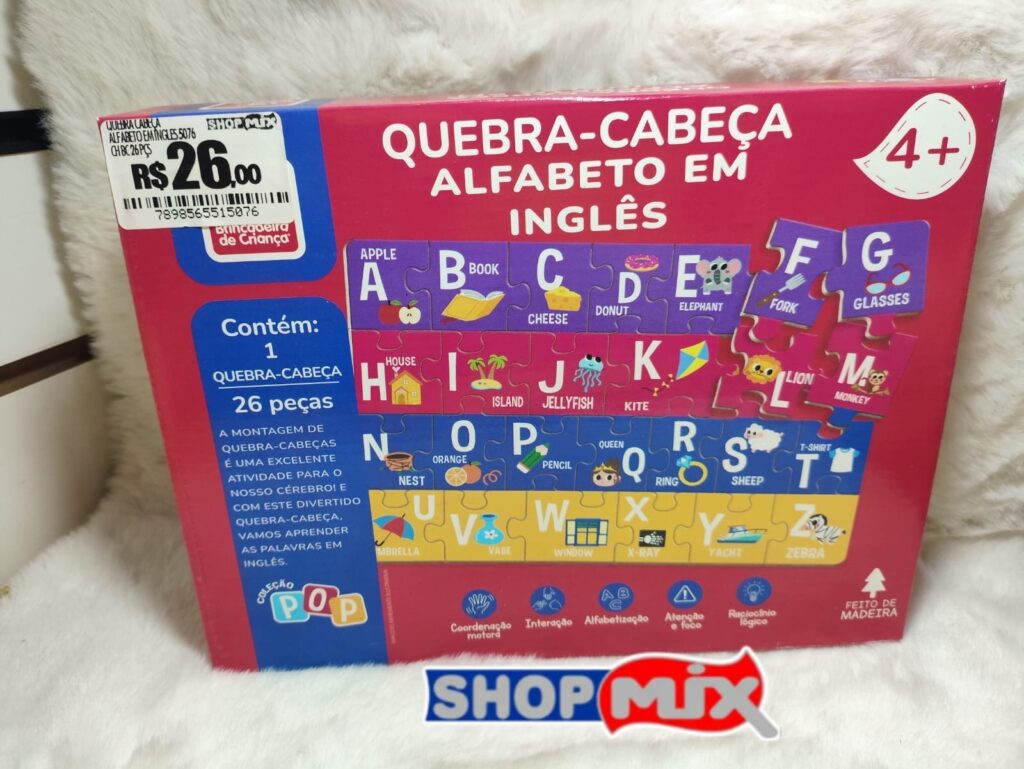 QUEBRA CABEÇA
SHOP MIX
ALFABETO EM INGLES 5076
CH BC 26 PÇS
R$26,00
7898565515076
Brincadeira
de Criança
QUEBRA-CABEÇA
ALFABETO EM
INGLÊS
4+
Contém:
1
QUEBRA-CABEÇA
26 peças
A MONTAGEM DE
QUEBRA-CABEÇAS
É UMA EXCELENTE
ATIVIDADE PARA O
NOSSO CÉREBRO! E
COM ESTE DIVERTIDO
QUEBRA-CABEÇA,
VAMOS APRENDER
AS PALAVRAS EM
INGLÊS.
COLEÇÃO
POP
APPLE
A
B BOOK
C
CHEESE
D
DONUT
E
ELEPHANT
F
FORK
G
GLASSES
HOUSE
H
I
ISLAND
J
JELLYFISH
K
KITE
LION
L
M
MONKEY
N
NEST
O
ORANGE
P
PENCIL
QUEEN
Q
R
RING
S
SHEEP
T-SHIRT
T
U
MBRELLA
V
VASE
W
WINDOW
X
X-RAY
Y
YACHT
Z
ZEBRA
Coordenação
motora
Interação
ABC
Alfabetização
Atenção
e foco
Raciocínio
lógico
FEITO DE
MADEIRA
SHOP MIX